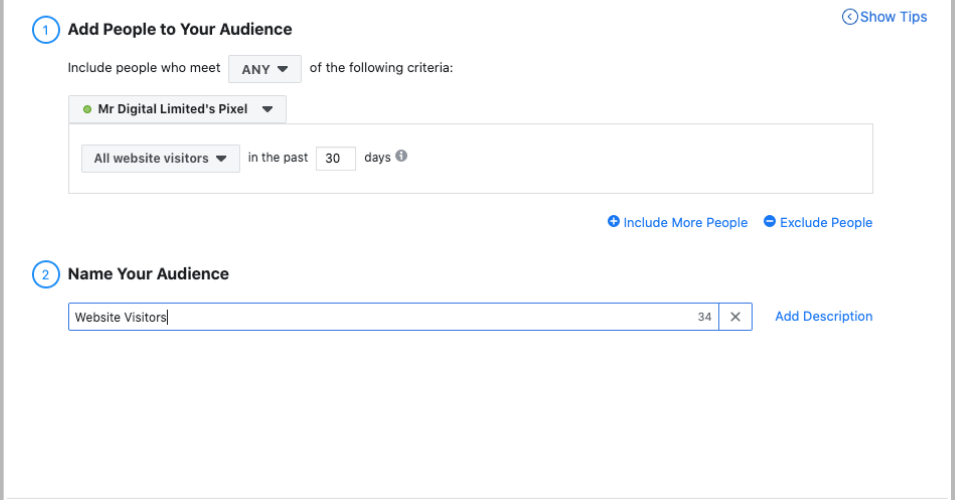 Show Tips
1 Add People to Your Audience
Include people who meet ANY of the following criteria:
Mr Digital Limited's Pixel
All website visitors in the past 30 days
Include More People Exclude People
2 Name Your Audience
Website Visitors 34 Add Description